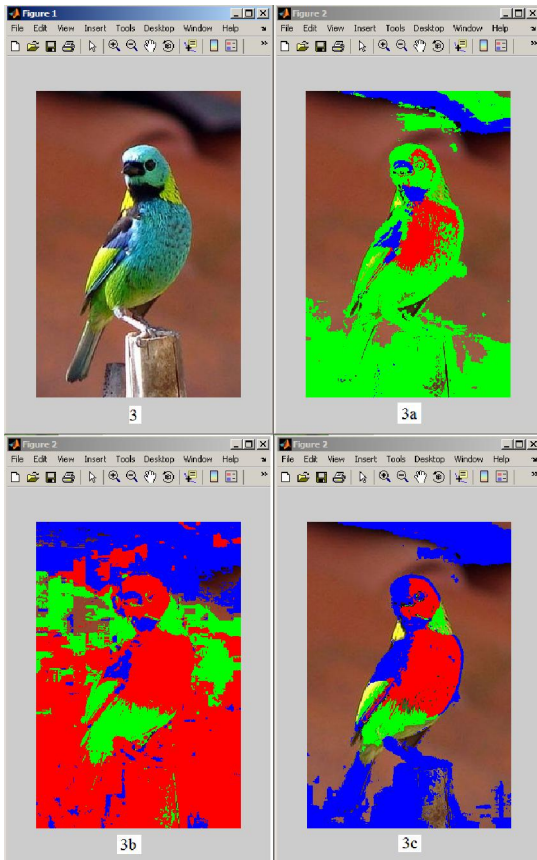 Figure 1
File Edit View Insert Tools Desktop Window Help
3
Figure 2
File Edit View Insert Tools Desktop Window Help
3a
Figure 2
File Edit View Insert Tools Desktop Window Help
3b
Figure 2
File Edit View Insert Tools Desktop Window Help
3c